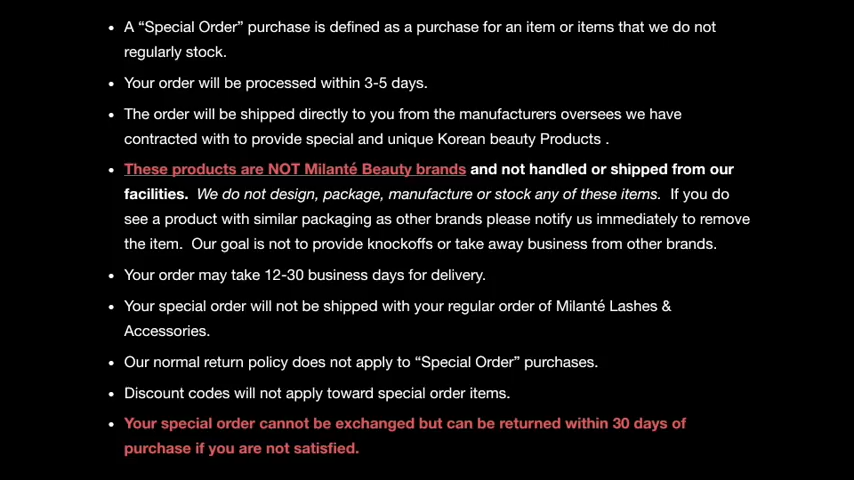 A “Special Order” purchase is defined as a purchase for an item or items that we do not
regularly stock.
Your order will be processed within 3-5 days.
The order will be shipped directly to you from the manufacturers oversees we have
contracted with to provide special and unique Korean beauty Products .
These products are NOT Milanté Beauty brands and not handled or shipped from our
facilities. We do not design, package, manufacture or stock any of these items. If you do
see a product with similar packaging as other brands please notify us immediately to remove
the item. Our goal is not to provide knockoffs or take away business from other brands.
Your order may take 12-30 business days for delivery.
Your special order will not be shipped with your regular order of Milanté Lashes &
Accessories.
Our normal return policy does not apply to “Special Order” purchases.
Discount codes will not apply toward special order items.
Your special order cannot be exchanged but can be returned within 30 days of
purchase if you are not satisfied.